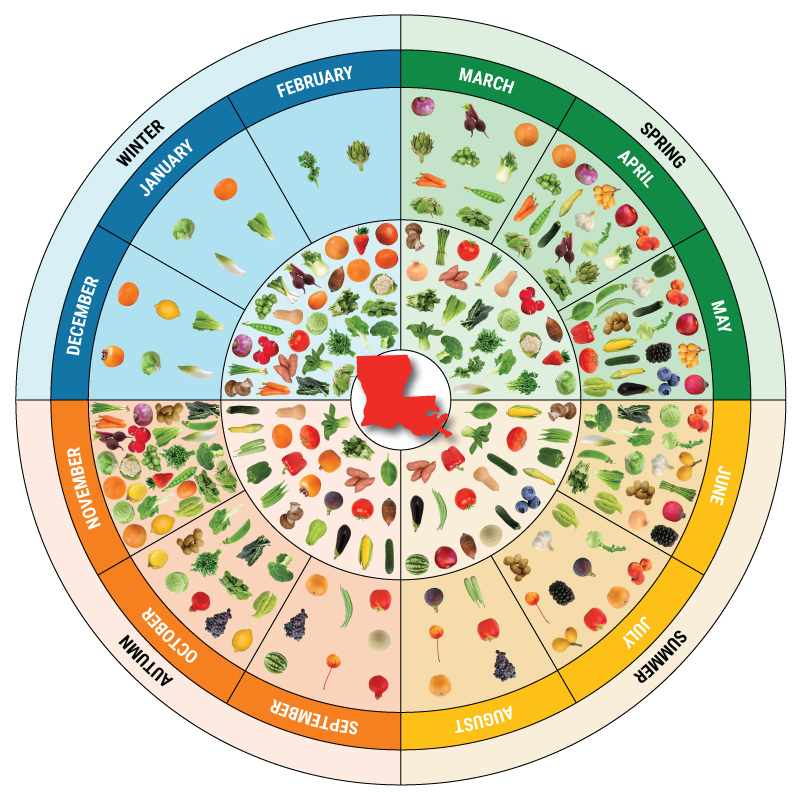 WINTER
SPRING
SUMMER
AUTUMN
JANUARY
FEBRUARY
MARCH
APRIL
MAY
JUNE
JULY
AUGUST
SEPTEMBER
OCTOBER
NOVEMBER
DECEMBER